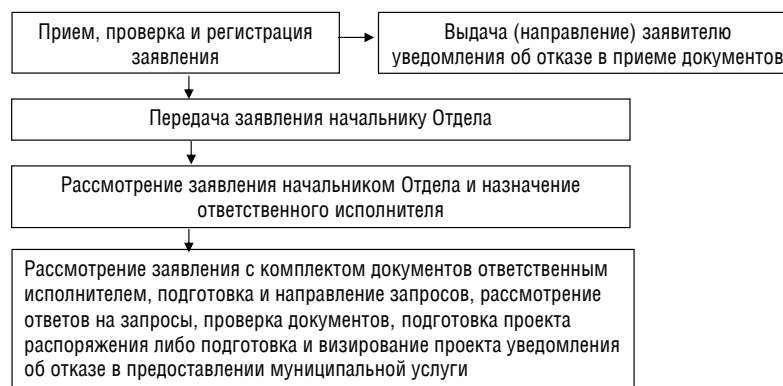 Прием, проверка и регистрация
заявления
Выдача (направление) заявителю
уведомления об отказе в приеме документов
Передача заявления начальнику Отдела
Рассмотрение заявления начальником Отдела и назначение
ответственного исполнителя
Рассмотрение заявления с комплектом документов ответственным
исполнителем, подготовка и направление запросов, рассмотрение
ответов на запросы, проверка документов, подготовка проекта
распоряжения либо подготовка и визирование проекта уведомления
об отказе в предоставлении муниципальной услуги